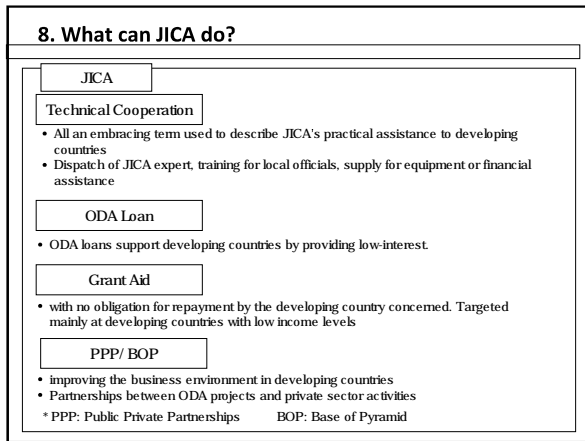 8. What can JICA do?
JICA
Technical Cooperation
• All an embracing term used to describe JICA's practical assistance to developing
countries
• Dispatch of JICA expert, training for local officials, supply for equipment or financial
assistance
ODA Loan
• ODA loans support developing countries by providing low-interest.
Grant Aid
• with no obligation for repayment by the developing country concerned. Targeted
mainly at developing countries with low income levels
PPP/ BOP
• improving the business environment in developing countries
• Partnerships between ODA projects and private sector activities
* PPP: Public Private Partnerships BOP: Base of Pyramid